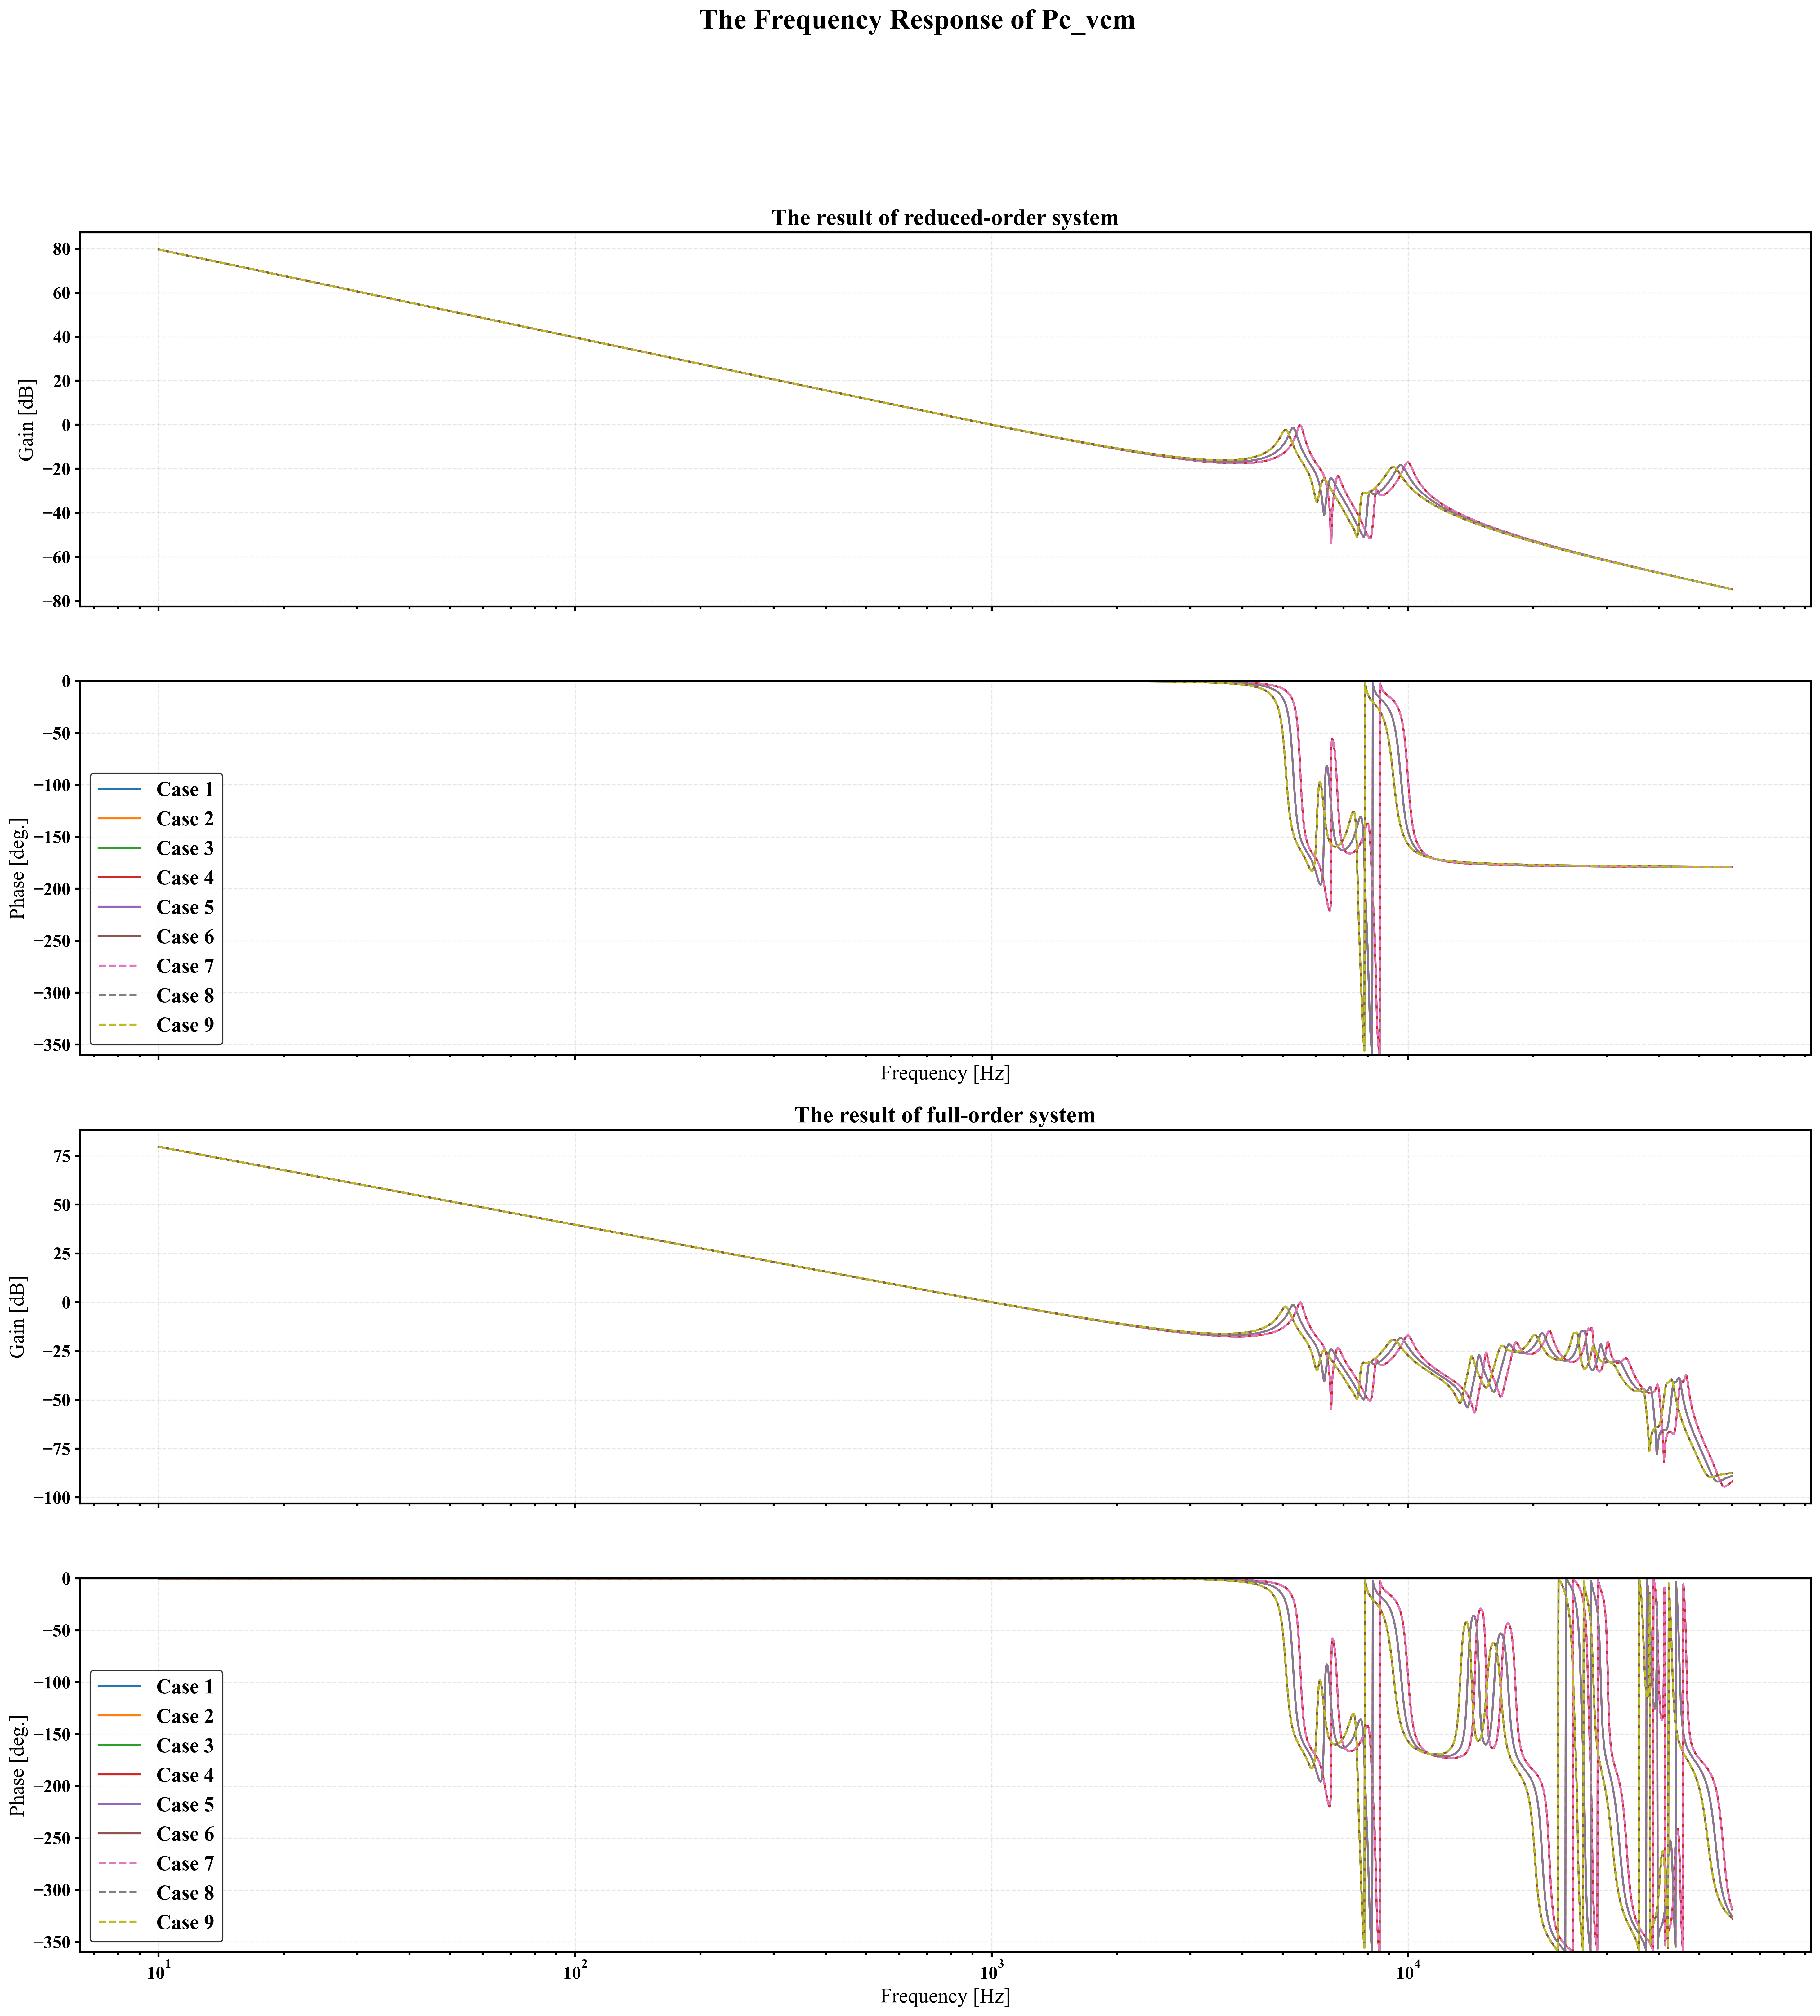 The Frequency Response of Pc_vcm
The result of reduced-order system
Gain [dB]
80
60
40
20
0
−20
−40
−60
−80
Phase [deg.]
0
−50
−100
−150
−200
−250
−300
−350
Case 1
Case 2
Case 3
Case 4
Case 5
Case 6
Case 7
Case 8
Case 9
Frequency [Hz]
The result of full-order system
Gain [dB]
75
50
25
0
−25
−50
−75
−100
Phase [deg.]
0
−50
−100
−150
−200
−250
−300
−350
Case 1
Case 2
Case 3
Case 4
Case 5
Case 6
Case 7
Case 8
Case 9
10¹ 10² 10³ 10⁴
Frequency [Hz]